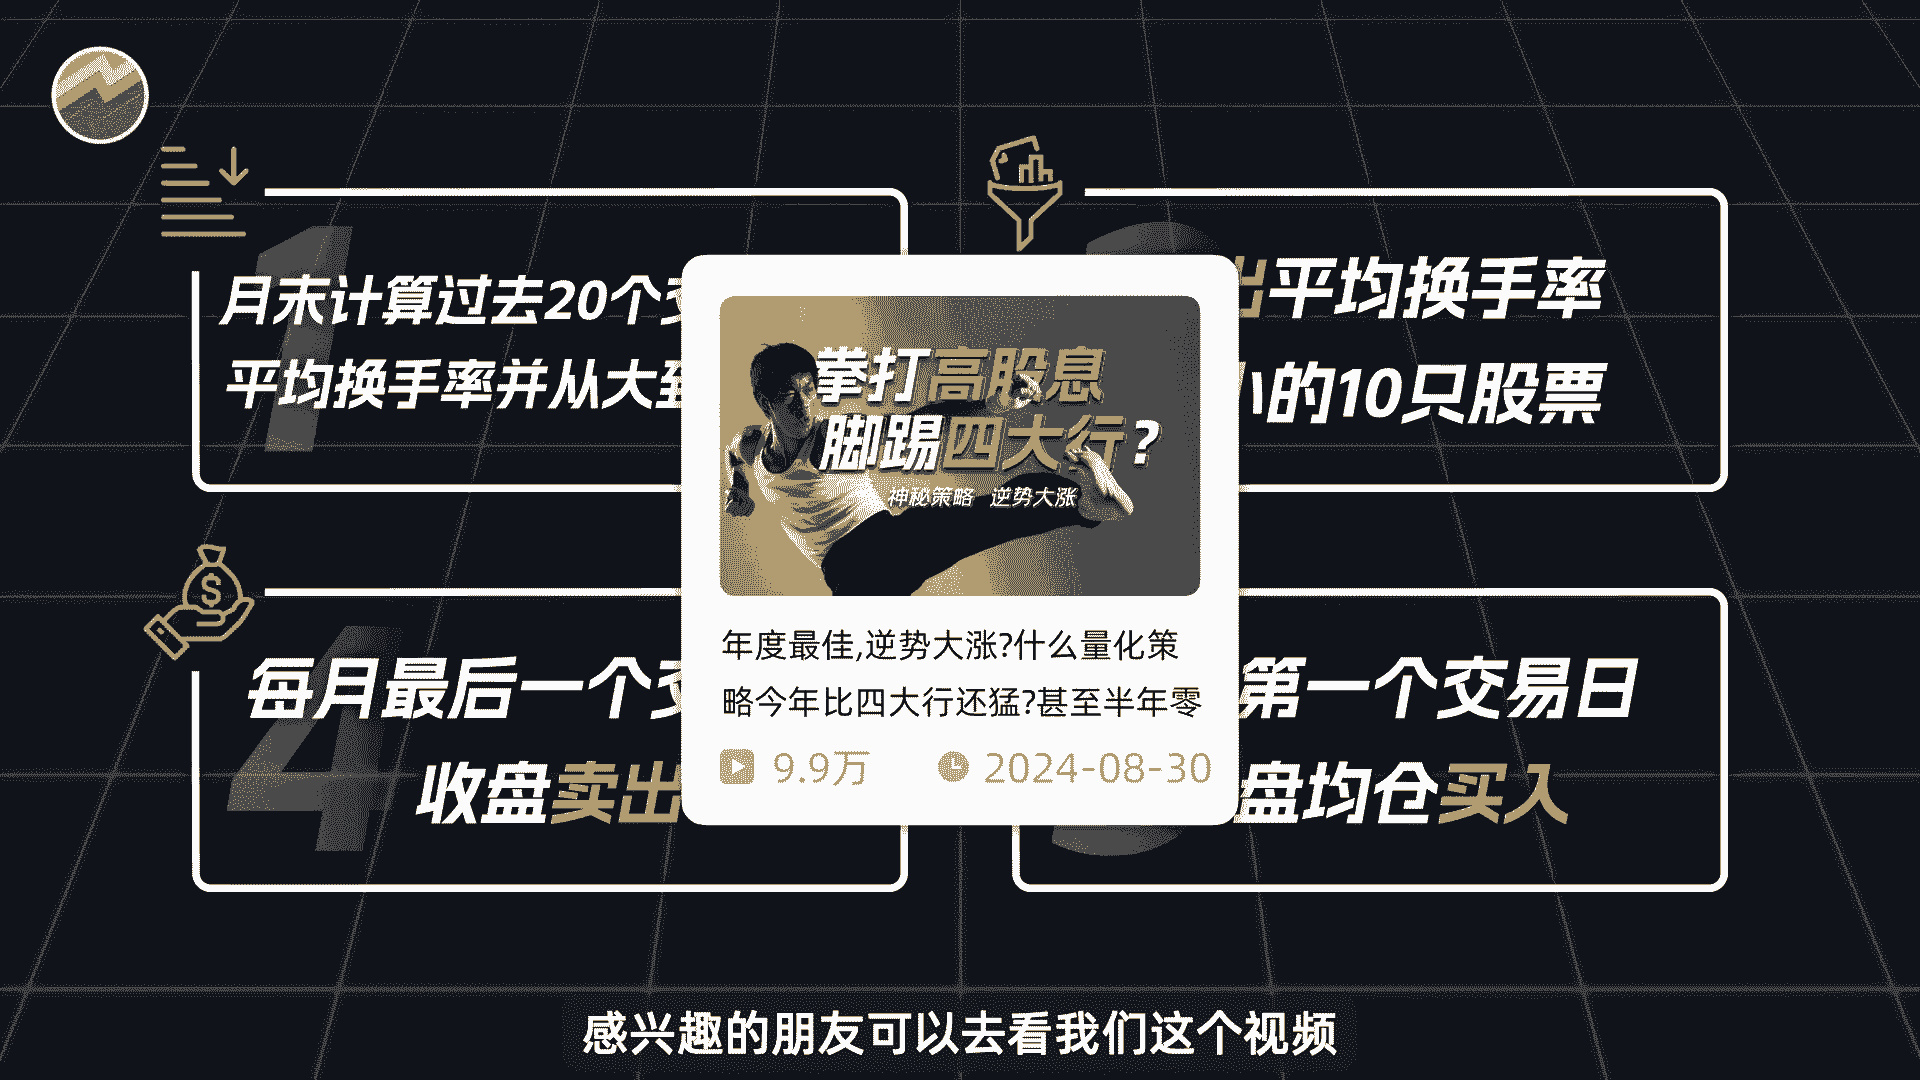 1
月末计算过去20个
平均换手率并从大到
出平均换手率
小的10只股票
拳打高股息
脚踢四大行?
神秘策略 逆势大涨
年度最佳,逆势大涨?什么量化策
略今年比四大行还猛?甚至半年零
9.9万 2024-08-30
4
每月最后一个交
收盘卖出
第一个交易日
盘均仓买入
感兴趣的朋友可以去看我们这个视频